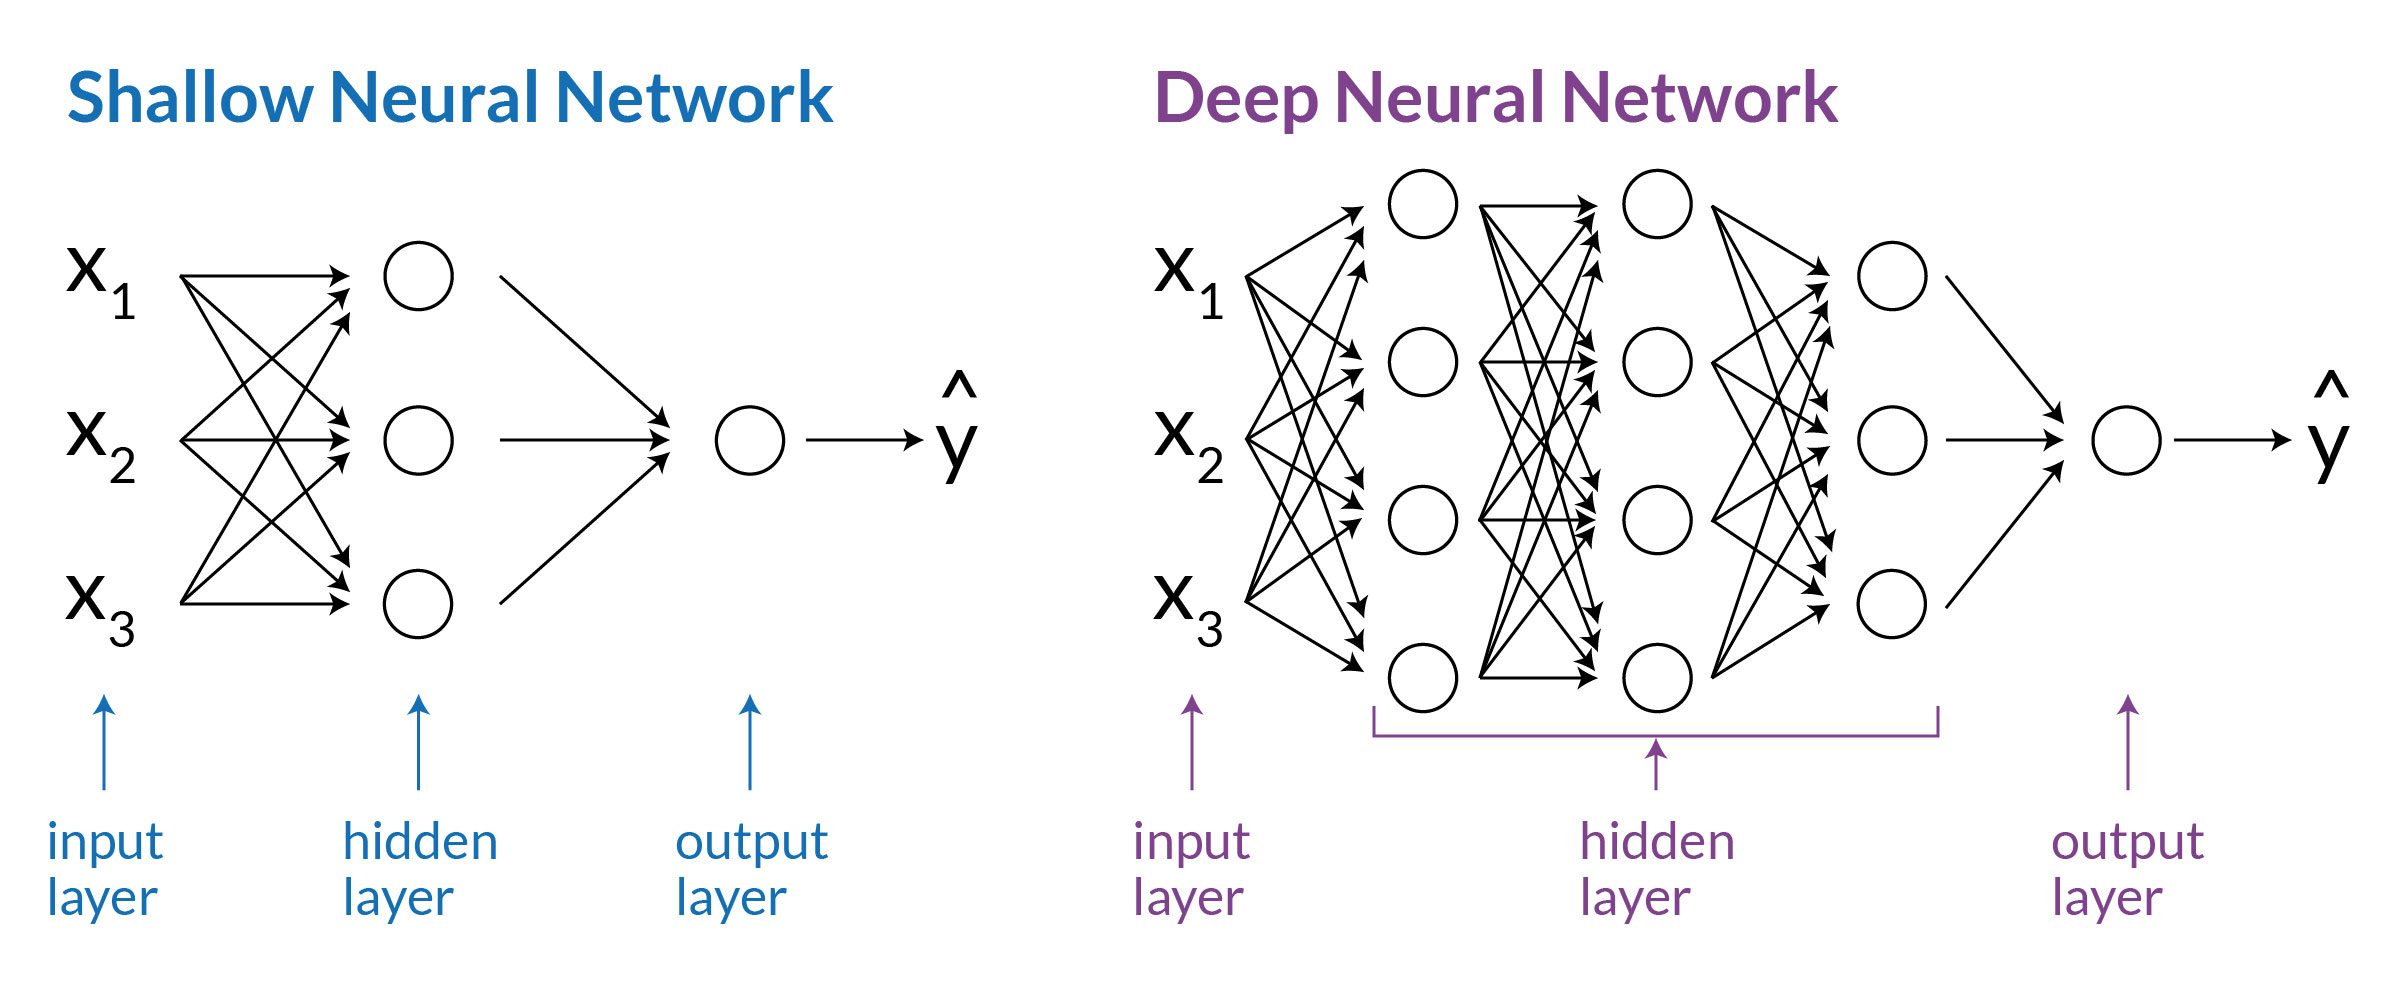 Shallow Neural Network
x1
x2
x3
ŷ
input
layer
hidden
layer
output
layer
Deep Neural Network
x1
x2
x3
ŷ
input
layer
hidden
layer
output
layer